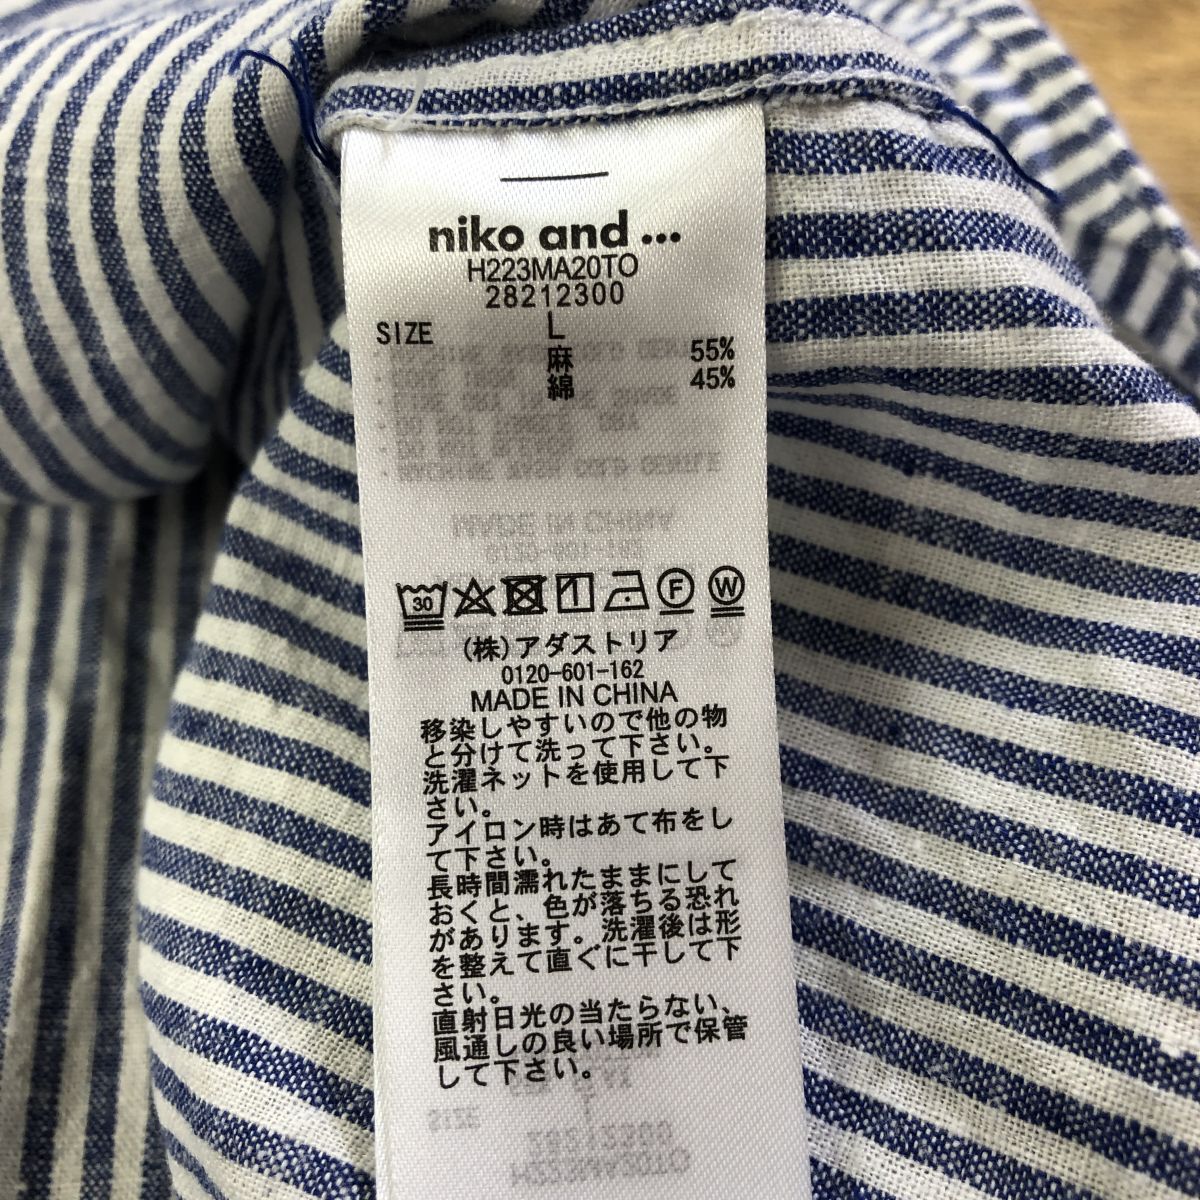 niko and ...
H223MA20TO
28212300
SIZE L
麻 55%
綿 45%
30 F W
(株)アダストリア
0120-601-162
MADE IN CHINA
移染しやすいので他の物
と分けて洗って下さい。
洗濯ネットを使用して下
さい。
アイロン時はあて布をし
て下さい。
長時間濡れたままにして
おくと、色が落ちる恐れ
があります。洗濯後は形
を整えて直ぐに干して下
さい。
直射日光の当たらない、
風通しの良い場所で保管
して下さい。